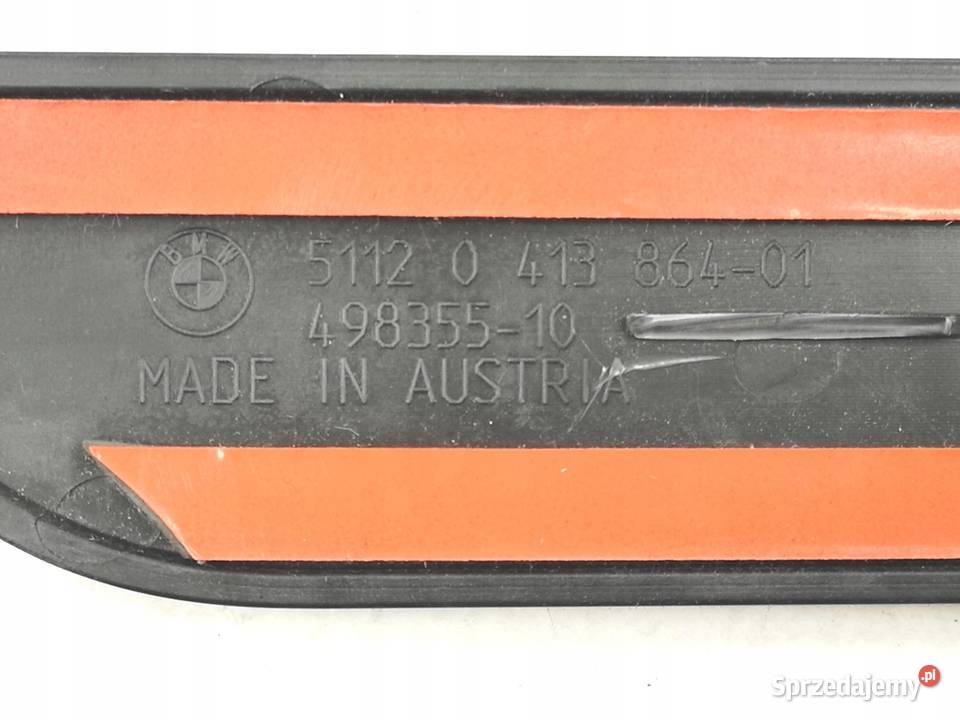 BMW
5112 0 413 864-01
498355-10
MADE IN AUSTRIA
Sprzedajemy.pl